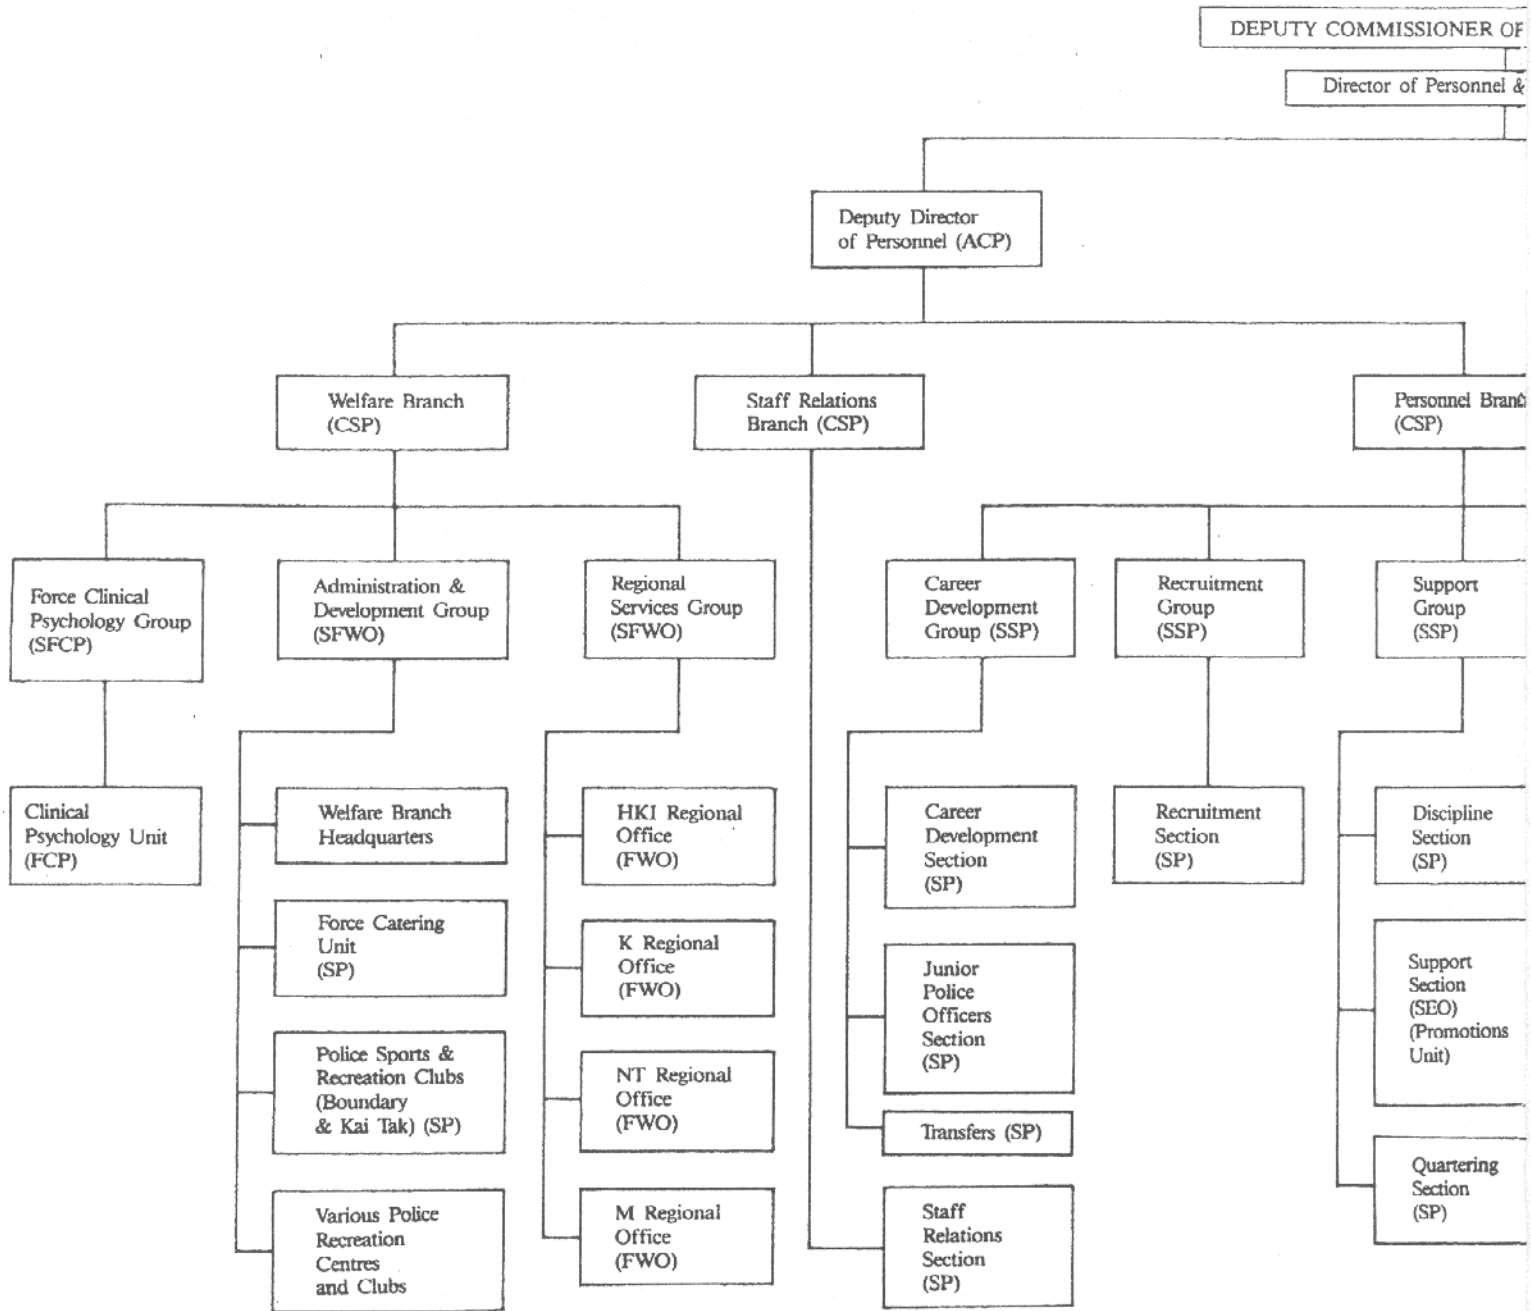 DEPUTY COMMISSIONER OF
Director of Personnel &
Deputy Director
of Personnel (ACP)
Welfare Branch
(CSP)
Staff Relations
Branch (CSP)
Personnel Branc
(CSP)
Force Clinical
Psychology Group
(SFCP)
Administration &
Development Group
(SFWO)
Regional
Services Group
(SFWO)
Career
Development
Group (SSP)
Recruitment
Group
(SSP)
Support
Group
(SSP)
Clinical
Psychology Unit
(FCP)
Welfare Branch
Headquarters
Force Catering
Unit
(SP)
Police Sports &
Recreation Clubs
(Boundary
& Kai Tak) (SP)
Various Police
Recreation
Centres
and Clubs
HKI Regional
Office
(FWO)
K Regional
Office
(FWO)
NT Regional
Office
(FWO)
M Regional
Office
(FWO)
Career
Development
Section
(SP)
Junior
Police
Officers
Section
(SP)
Transfers (SP)
Staff
Relations
Section
(SP)
Recruitment
Section
(SP)
Discipline
Section
(SP)
Support
Section
(SEO)
(Promotions
Unit)
Quartering
Section
(SP)